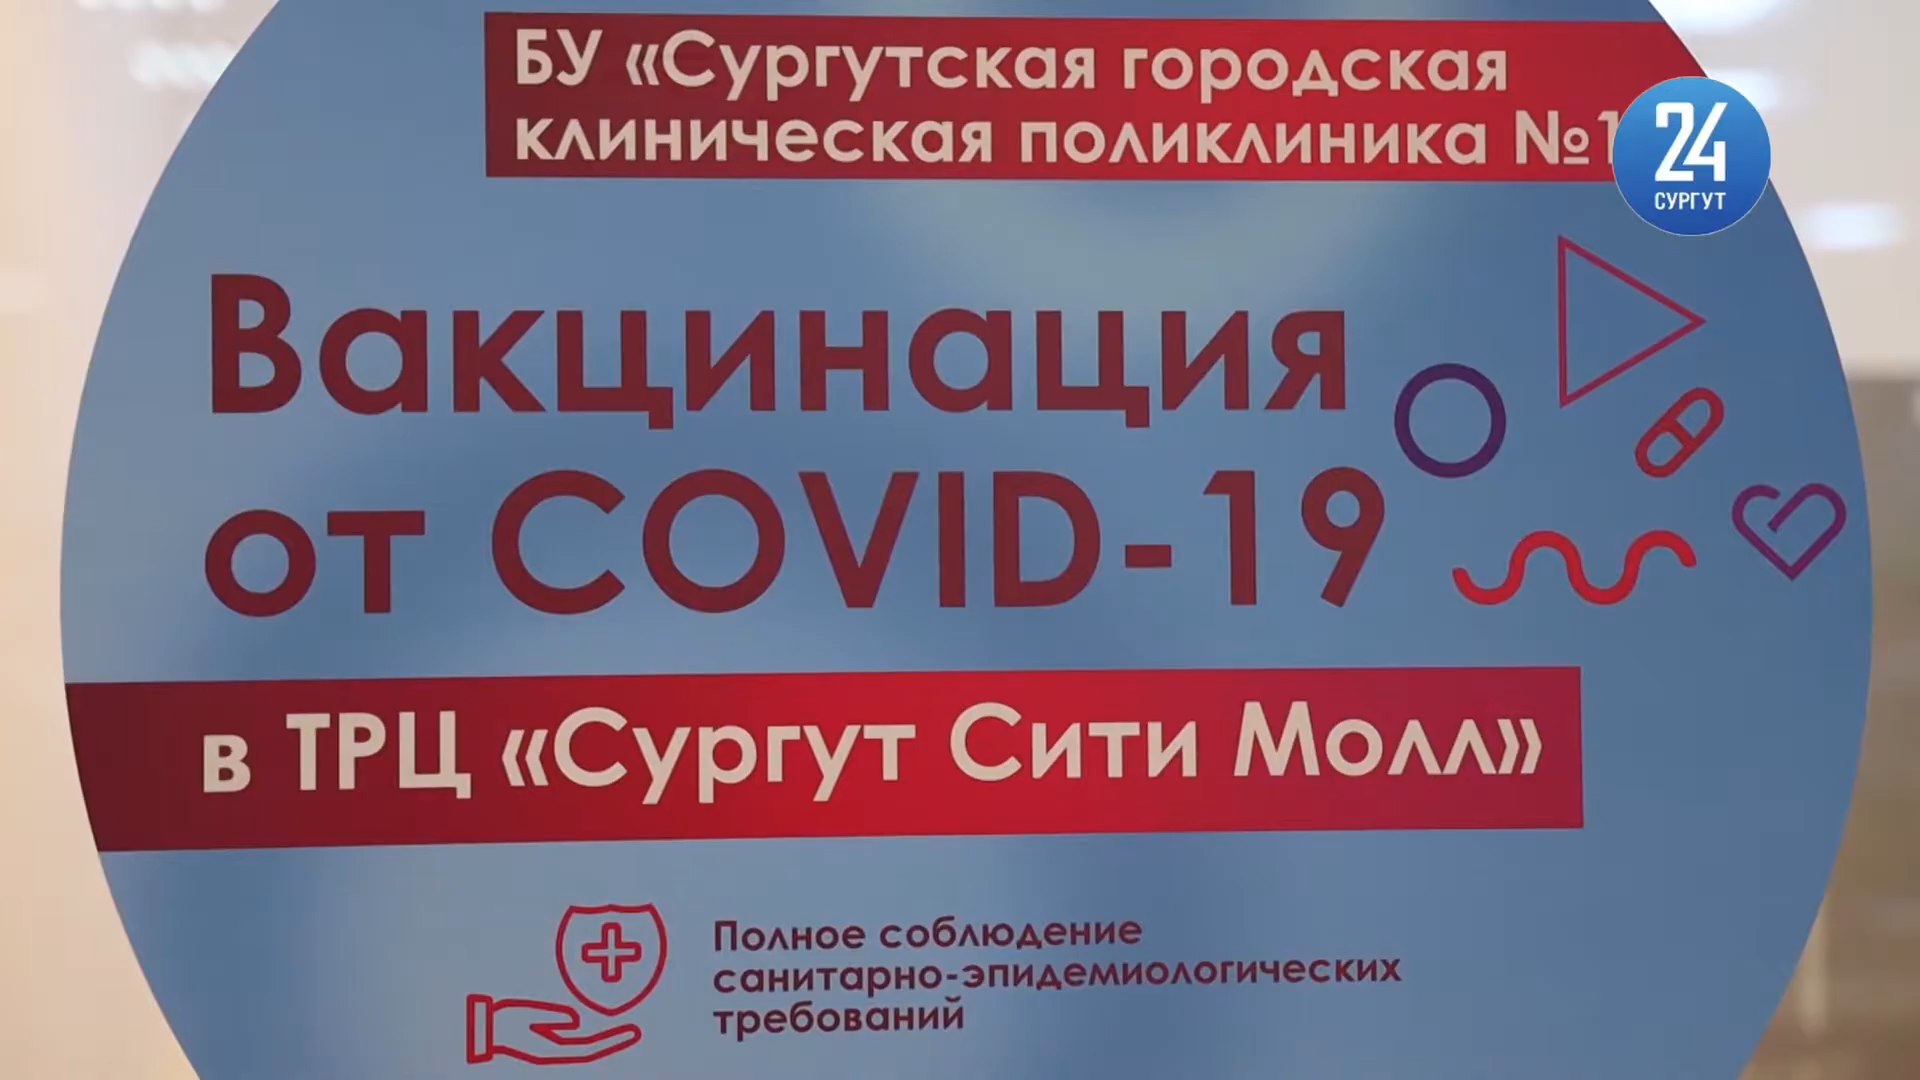 БУ «Сургутская городская
клиническая поликлиника №1
24
СУРГУТ
Вакцинация
от COVID-19
в ТРЦ «Сургут Сити Молл»
Полное соблюдение
санитарно-эпидемиологических
требований